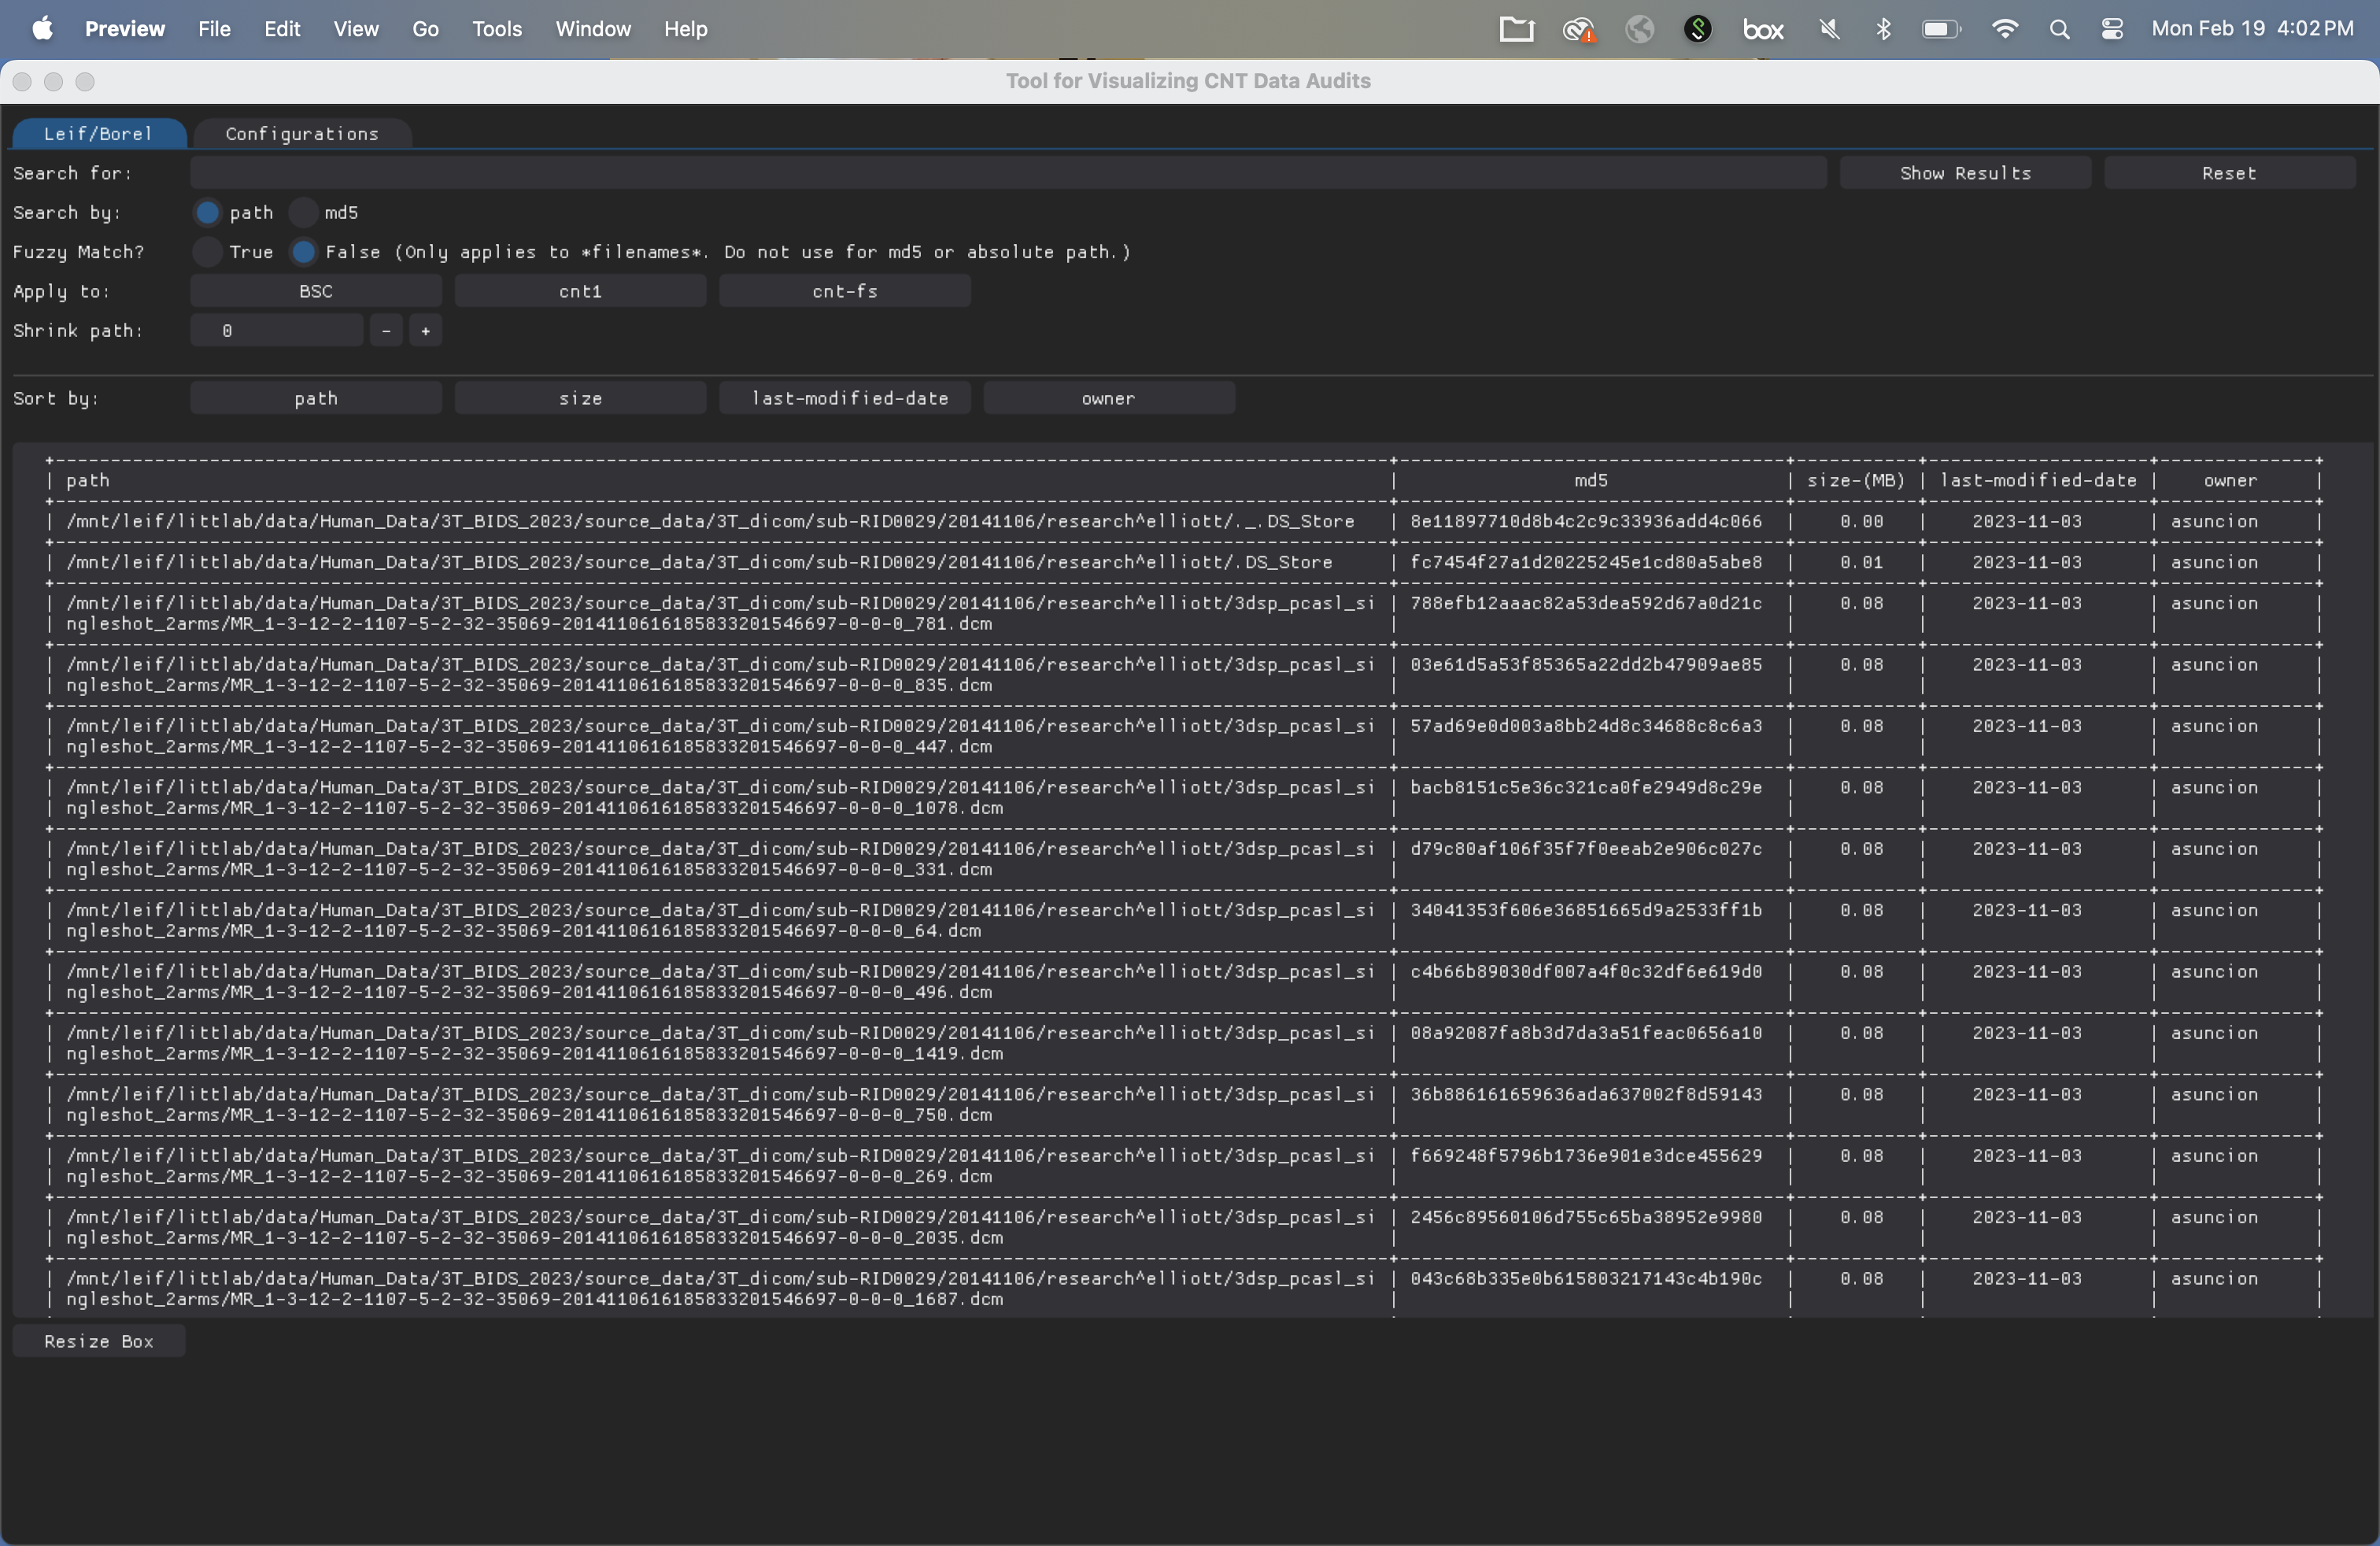 Preview File Edit View Go Tools Window Help box Mon Feb 19 4:02 PM
Tool for Visualizing CNT Data Audits
Leif/Borel Configurations
Search for: Show Results Reset
Search by: path md5
Fuzzy Match? True False (Only applies to *filenames*. Do not use for md5 or absolute path.)
Apply to: BSC cnt1 cnt-fs
Shrink path: 0 - +
Sort by: path size last-modified-date owner
| path | md5 | size-(MB) | last-modified-date | owner |
| /mnt/leif/littlab/data/Human_Data/3T_BIDS_2023/source_data/3T_dicom/sub-RID0029/20141106/research^elliott/._.DS_Store | 8e11897710d8b4c2c9c33936add4c066 | 0.00 | 2023-11-03 | asuncion |
| /mnt/leif/littlab/data/Human_Data/3T_BIDS_2023/source_data/3T_dicom/sub-RID0029/20141106/research^elliott/.DS_Store | fc7454f27a1d20225245e1cd80a5abe8 | 0.01 | 2023-11-03 | asuncion |
| /mnt/leif/littlab/data/Human_Data/3T_BIDS_2023/source_data/3T_dicom/sub-RID0029/20141106/research^elliott/3dsp_pcasl_si | 788efb12aaac82a53dea592d67a0d21c | 0.08 | 2023-11-03 | asuncion |
| ngleshot_2arms/MR_1-3-12-2-1107-5-2-32-35069-2014110616185833201546697-0-0-0_781.dcm | | | | |
| /mnt/leif/littlab/data/Human_Data/3T_BIDS_2023/source_data/3T_dicom/sub-RID0029/20141106/research^elliott/3dsp_pcasl_si | 03e61d5a53f85365a22dd2b47909ae85 | 0.08 | 2023-11-03 | asuncion |
| ngleshot_2arms/MR_1-3-12-2-1107-5-2-32-35069-2014110616185833201546697-0-0-0_835.dcm | | | | |
| /mnt/leif/littlab/data/Human_Data/3T_BIDS_2023/source_data/3T_dicom/sub-RID0029/20141106/research^elliott/3dsp_pcasl_si | 57ad69e0d003a8bb24d8c34688c8c6a3 | 0.08 | 2023-11-03 | asuncion |
| ngleshot_2arms/MR_1-3-12-2-1107-5-2-32-35069-2014110616185833201546697-0-0-0_447.dcm | | | | |
| /mnt/leif/littlab/data/Human_Data/3T_BIDS_2023/source_data/3T_dicom/sub-RID0029/20141106/research^elliott/3dsp_pcasl_si | bacb8151c5e36c321ca0fe2949d8c29e | 0.08 | 2023-11-03 | asuncion |
| ngleshot_2arms/MR_1-3-12-2-1107-5-2-32-35069-2014110616185833201546697-0-0-0_1078.dcm | | | | |
| /mnt/leif/littlab/data/Human_Data/3T_BIDS_2023/source_data/3T_dicom/sub-RID0029/20141106/research^elliott/3dsp_pcasl_si | d79c80af106f35f7f0eeab2e906c027c | 0.08 | 2023-11-03 | asuncion |
| ngleshot_2arms/MR_1-3-12-2-1107-5-2-32-35069-2014110616185833201546697-0-0-0_331.dcm | | | | |
| /mnt/leif/littlab/data/Human_Data/3T_BIDS_2023/source_data/3T_dicom/sub-RID0029/20141106/research^elliott/3dsp_pcasl_si | 34041353f606e36851665d9a2533ff1b | 0.08 | 2023-11-03 | asuncion |
| ngleshot_2arms/MR_1-3-12-2-1107-5-2-32-35069-2014110616185833201546697-0-0-0_64.dcm | | | | |
| /mnt/leif/littlab/data/Human_Data/3T_BIDS_2023/source_data/3T_dicom/sub-RID0029/20141106/research^elliott/3dsp_pcasl_si | c4b66b89030df007a4f0c32df6e619d0 | 0.08 | 2023-11-03 | asuncion |
| ngleshot_2arms/MR_1-3-12-2-1107-5-2-32-35069-2014110616185833201546697-0-0-0_496.dcm | | | | |
| /mnt/leif/littlab/data/Human_Data/3T_BIDS_2023/source_data/3T_dicom/sub-RID0029/20141106/research^elliott/3dsp_pcasl_si | 08a92087fa8b3d7da3a51feac0656a10 | 0.08 | 2023-11-03 | asuncion |
| ngleshot_2arms/MR_1-3-12-2-1107-5-2-32-35069-2014110616185833201546697-0-0-0_1419.dcm | | | | |
| /mnt/leif/littlab/data/Human_Data/3T_BIDS_2023/source_data/3T_dicom/sub-RID0029/20141106/research^elliott/3dsp_pcasl_si | 36b886161659636ada637002f8d59143 | 0.08 | 2023-11-03 | asuncion |
| ngleshot_2arms/MR_1-3-12-2-1107-5-2-32-35069-2014110616185833201546697-0-0-0_750.dcm | | | | |
| /mnt/leif/littlab/data/Human_Data/3T_BIDS_2023/source_data/3T_dicom/sub-RID0029/20141106/research^elliott/3dsp_pcasl_si | f669248f5796b1736e901e3dce455629 | 0.08 | 2023-11-03 | asuncion |
| ngleshot_2arms/MR_1-3-12-2-1107-5-2-32-35069-2014110616185833201546697-0-0-0_269.dcm | | | | |
| /mnt/leif/littlab/data/Human_Data/3T_BIDS_2023/source_data/3T_dicom/sub-RID0029/20141106/research^elliott/3dsp_pcasl_si | 2456c89560106d755c65ba38952e9980 | 0.08 | 2023-11-03 | asuncion |
| ngleshot_2arms/MR_1-3-12-2-1107-5-2-32-35069-2014110616185833201546697-0-0-0_2035.dcm | | | | |
| /mnt/leif/littlab/data/Human_Data/3T_BIDS_2023/source_data/3T_dicom/sub-RID0029/20141106/research^elliott/3dsp_pcasl_si | 043c68b335e0b615803217143c4b190c | 0.08 | 2023-11-03 | asuncion |
| ngleshot_2arms/MR_1-3-12-2-1107-5-2-32-35069-2014110616185833201546697-0-0-0_1687.dcm | | | | |
Resize Box